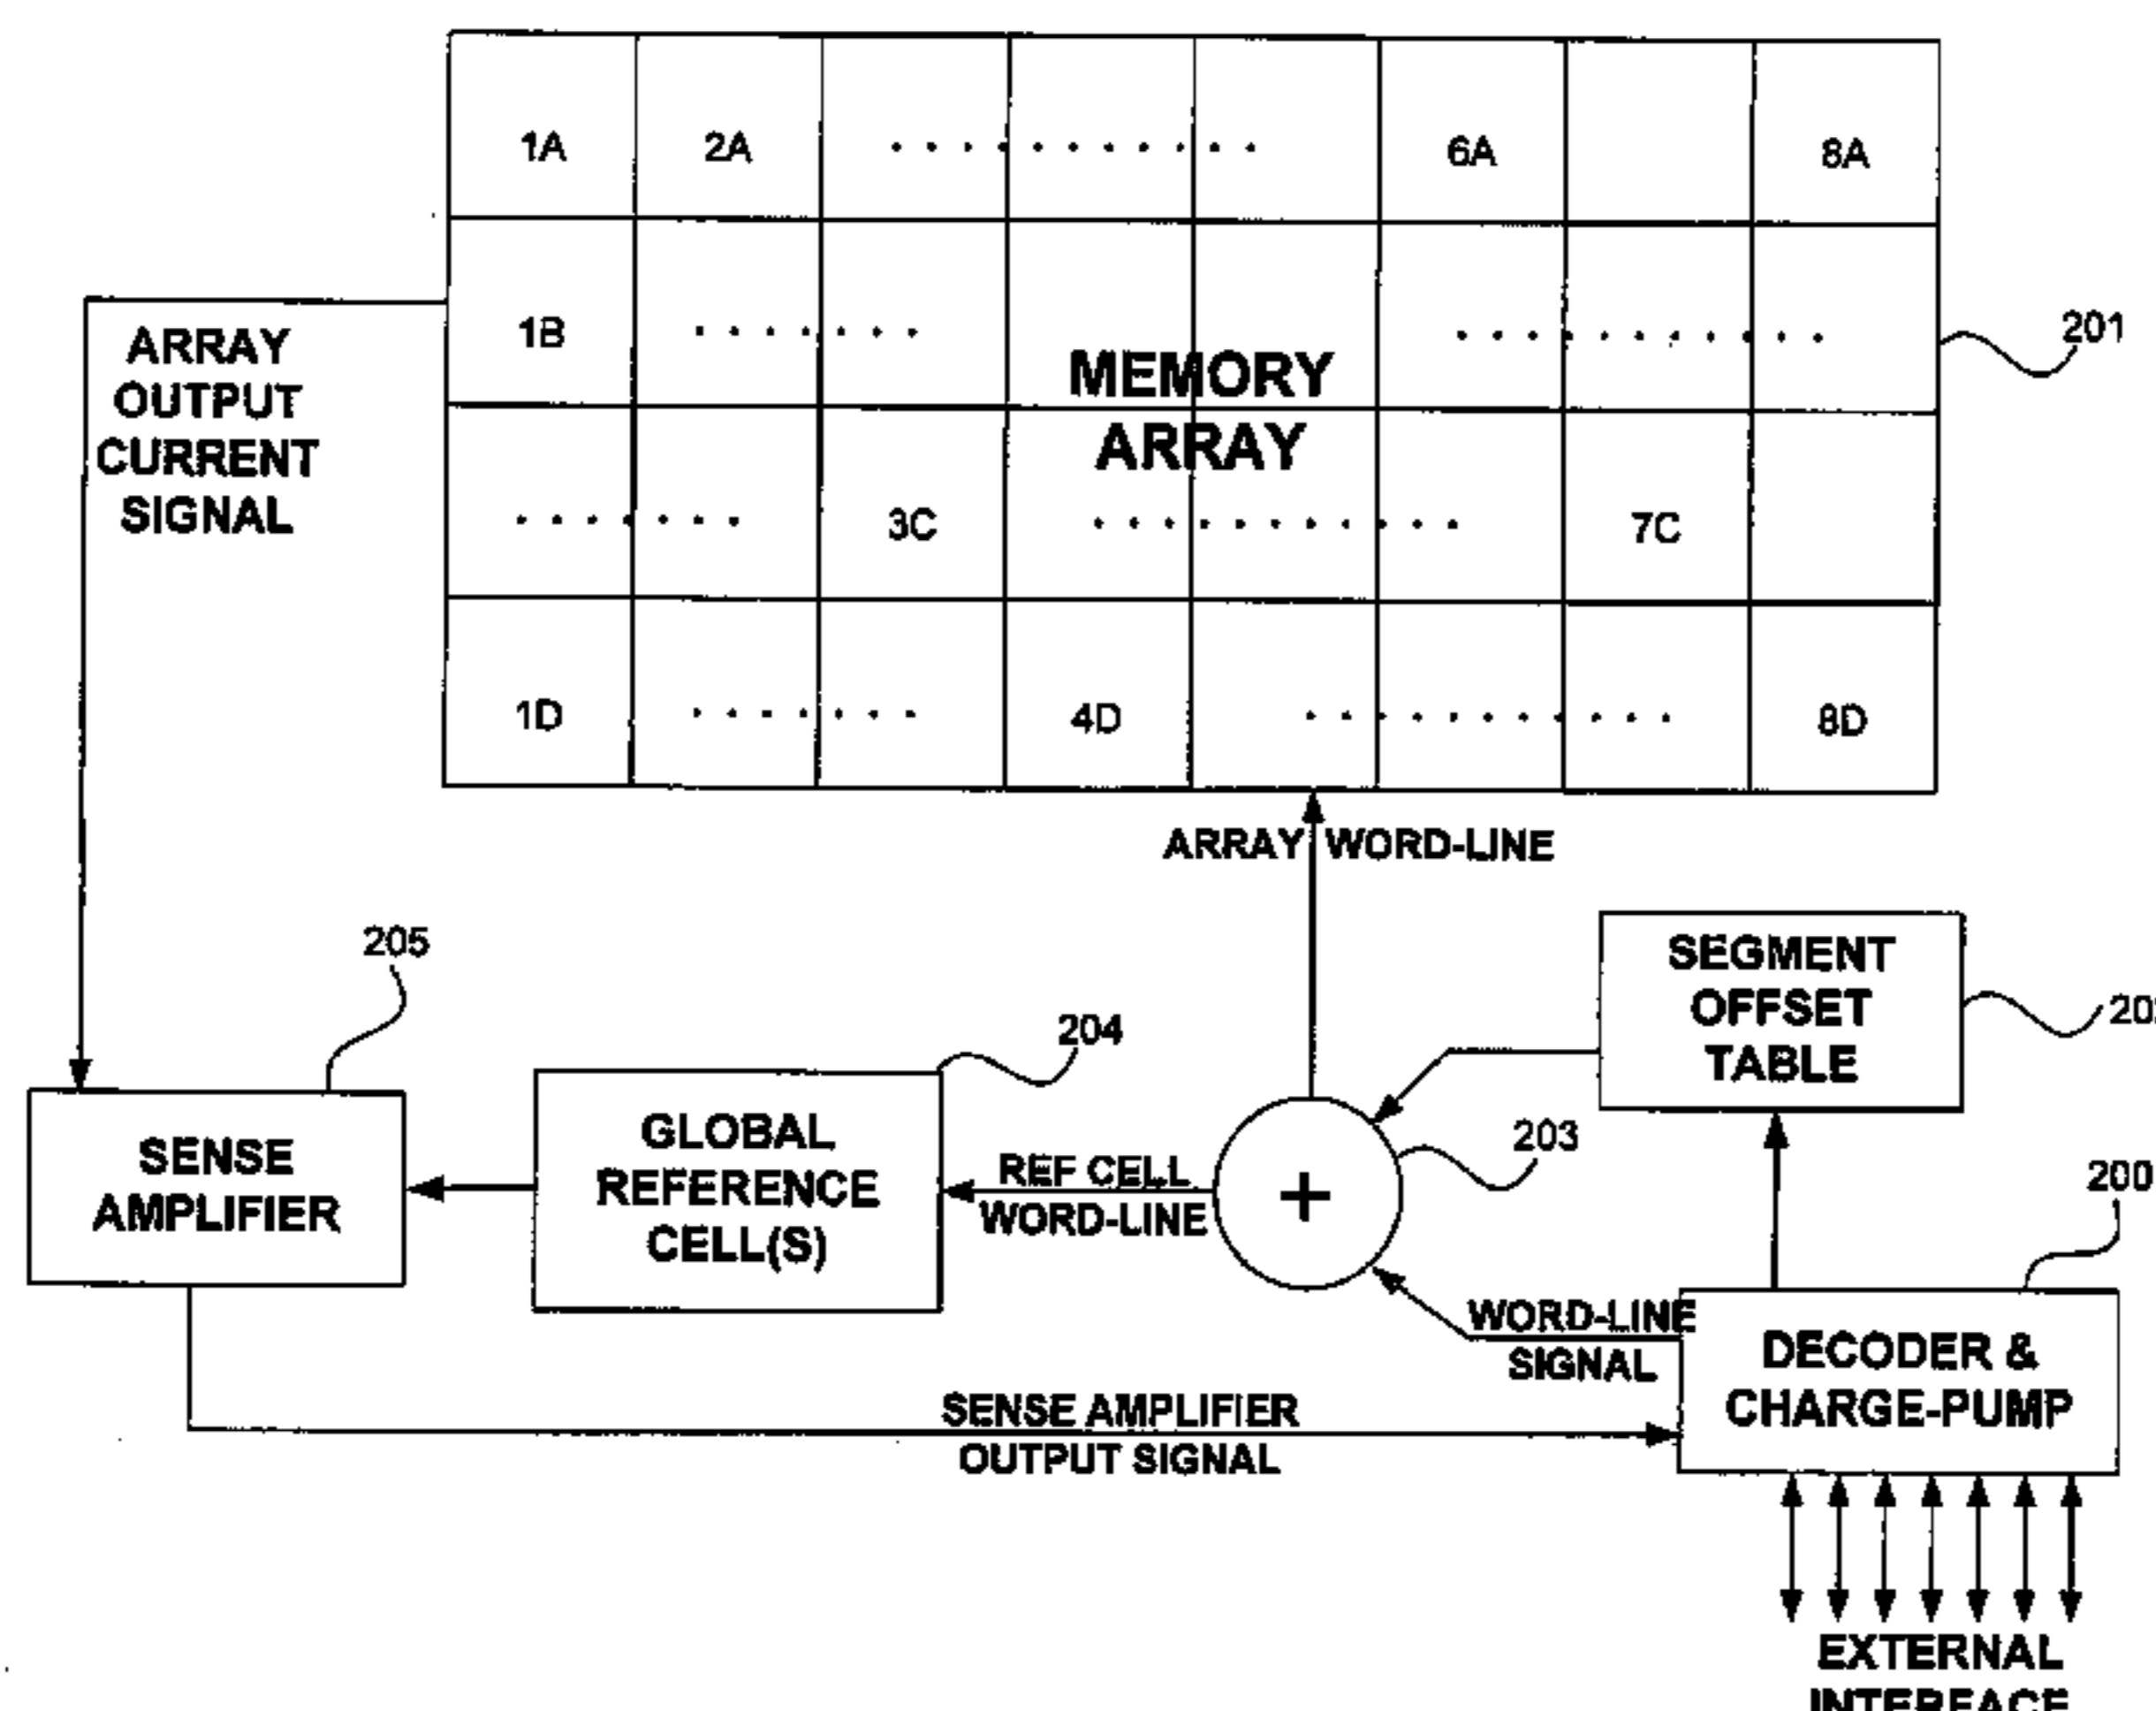 1A 2A . . . . . . . . . . . 6A 8A
1B . . . . . . . . . . . . . . . . . .
MEMORY
ARRAY
. . . . . . . 3C . . . . . . . . . . . 7C
1D . . . . . . . 4D . . . . . . . . . . . 8D
201
ARRAY
OUTPUT
CURRENT
SIGNAL
ARRAY WORD-LINE
205
SENSE
AMPLIFIER
204
GLOBAL
REFERENCE
CELL(S)
REF CELL
WORD-LINE
203
+
SEGMENT
OFFSET
TABLE
200
WORD-LINE
SIGNAL
DECODER &
CHARGE-PUMP
SENSE AMPLIFIER
OUTPUT SIGNAL
EXTERNAL
INTERFACE